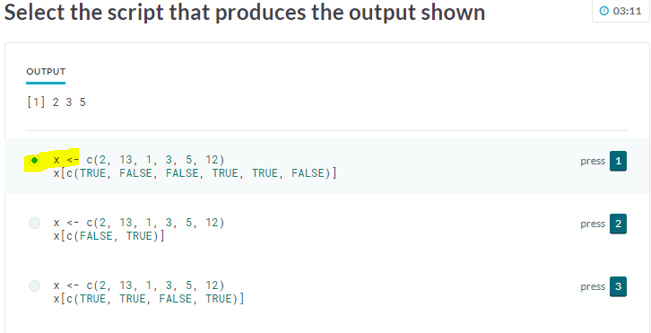 Select the script that produces the output shown
03:11
OUTPUT
[1] 2 3 5
x <- c(2, 13, 1, 3, 5, 12)
x[c(TRUE, FALSE, FALSE, TRUE, TRUE, FALSE)]
press 1
x <- c(2, 13, 1, 3, 5, 12)
x[c(FALSE, TRUE)]
press 2
x <- c(2, 13, 1, 3, 5, 12)
x[c(TRUE, TRUE, FALSE, TRUE)]
press 3